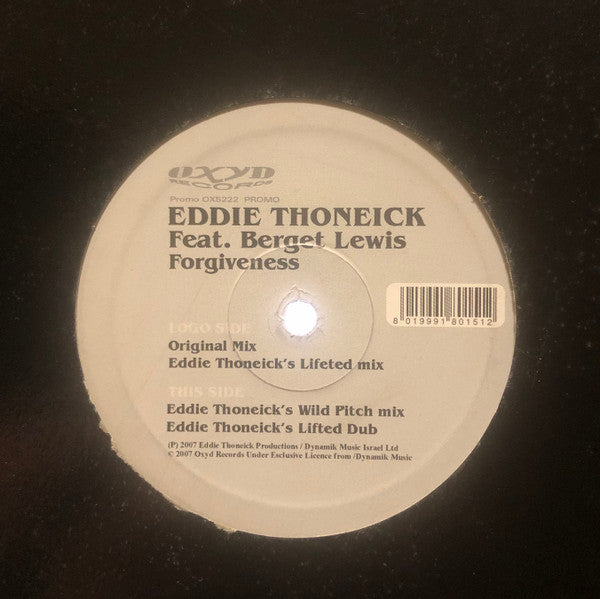 OXYD
RECORDS
Promo OX5222 PROMO
EDDIE THONEICK
Feat. Berget Lewis
Forgiveness
8 019991 801512
LOGO SIDE
Original Mix
Eddie Thoneick's Lifeted mix
THIS SIDE
Eddie Thoneick's Wild Pitch mix
Eddie Thoneick's Lifted Dub
(P) 2007 Eddie Thoneick Productions / Dynamik Music Israel Ltd
© 2007 Oxyd Records Under Esclusive Licence from /Dynamik Music